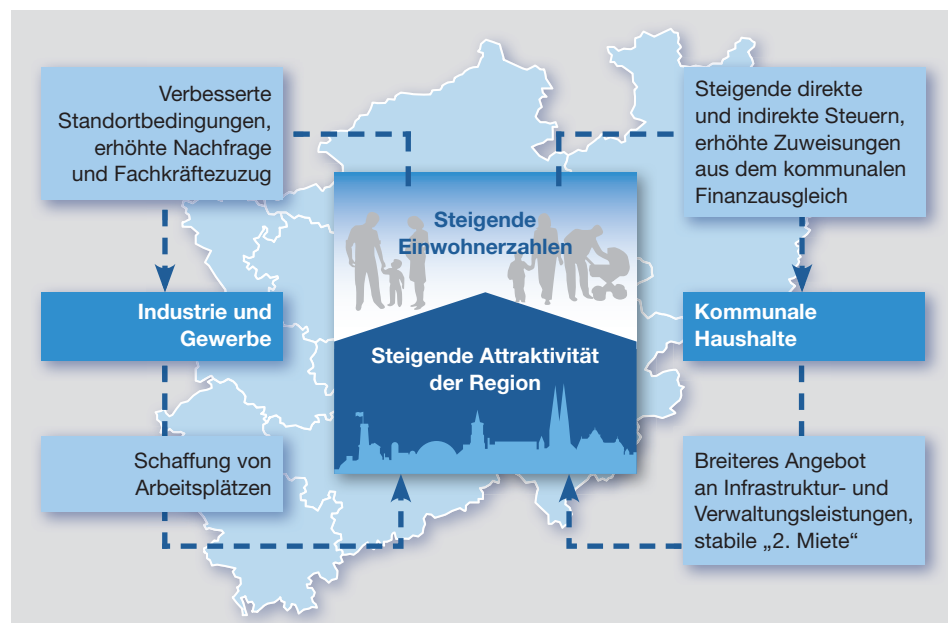 Verbesserte
Standortbedingungen,
erhöhte Nachfrage
und Fachkräftezuzug
Steigende direkte
und indirekte Steuern,
erhöhte Zuweisungen
aus dem kommunalen
Finanzausgleich
Steigende
Einwohnerzahlen
Industrie und
Gewerbe
Kommunale
Haushalte
Steigende Attraktivität
der Region
Schaffung von
Arbeitsplätzen
Breiteres Angebot
an Infrastruktur- und
Verwaltungsleistungen,
stabile „2. Miete“